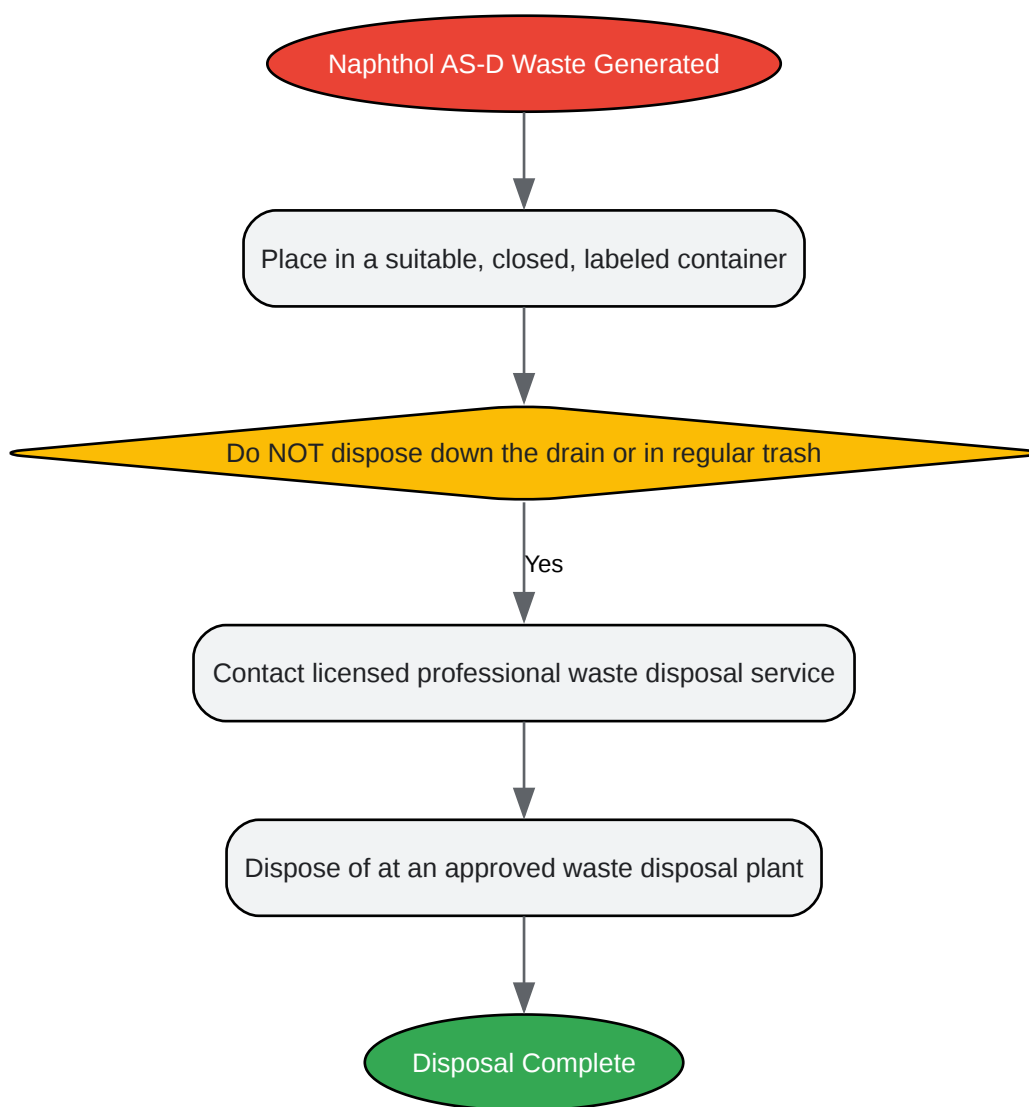 Naphthol AS-D Waste Generated
Place in a suitable, closed, labeled container
Do NOT dispose down the drain or in regular trash
Yes
Contact licensed professional waste disposal service
Dispose of at an approved waste disposal plant
Disposal Complete